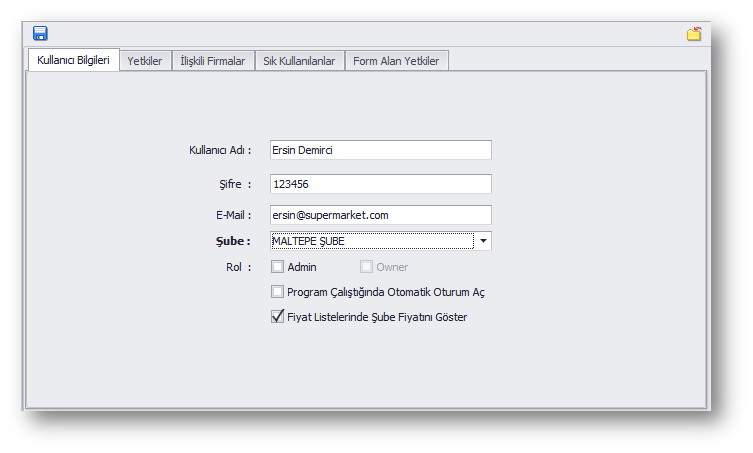 Kullanıcı Bilgileri Yetkiler İlişkili Firmalar Sık Kullanılanlar Form Alan Yetkiler
Kullanıcı Adı : Ersin Demirci
Şifre : 123456
E-Mail : ersin@supermarket.com
Şube : MALTEPE ŞUBE
Rol : Admin Owner
Program Çalıştığında Otomatik Oturum Aç
Fiyat Listelerinde Şube Fiyatını Göster